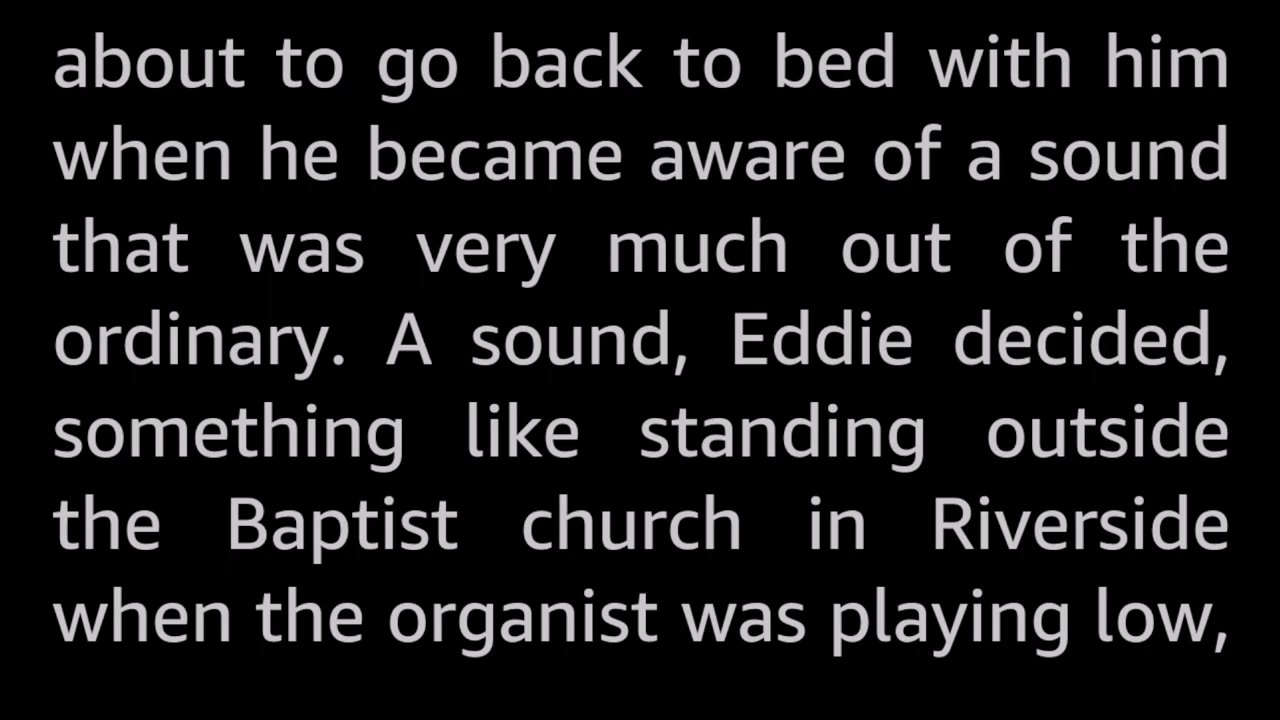 about to go back to bed with him
when he became aware of a sound
that was very much out of the
ordinary. A sound, Eddie decided,
something like standing outside
the Baptist church in Riverside
when the organist was playing low,